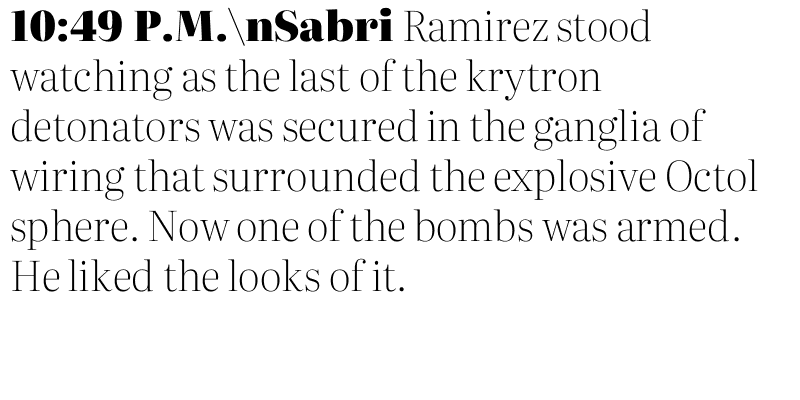 10:49 P.M.\nSabri Ramirez stood
watching as the last of the krytron
detonators was secured in the ganglia of
wiring that surrounded the explosive Octol
sphere. Now one of the bombs was armed.
He liked the looks of it.